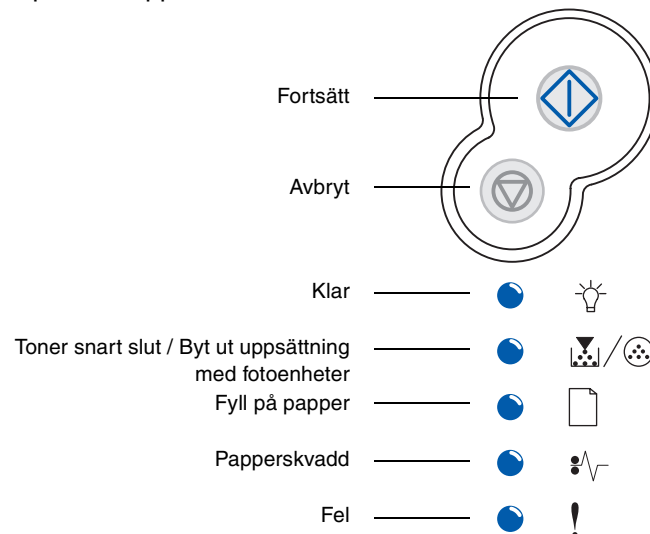 Fortsätt
Avbryt
Klar
Toner snart slut / Byt ut uppsättning
med fotoenheter
Fyll på papper
Papperskvadd
Fel